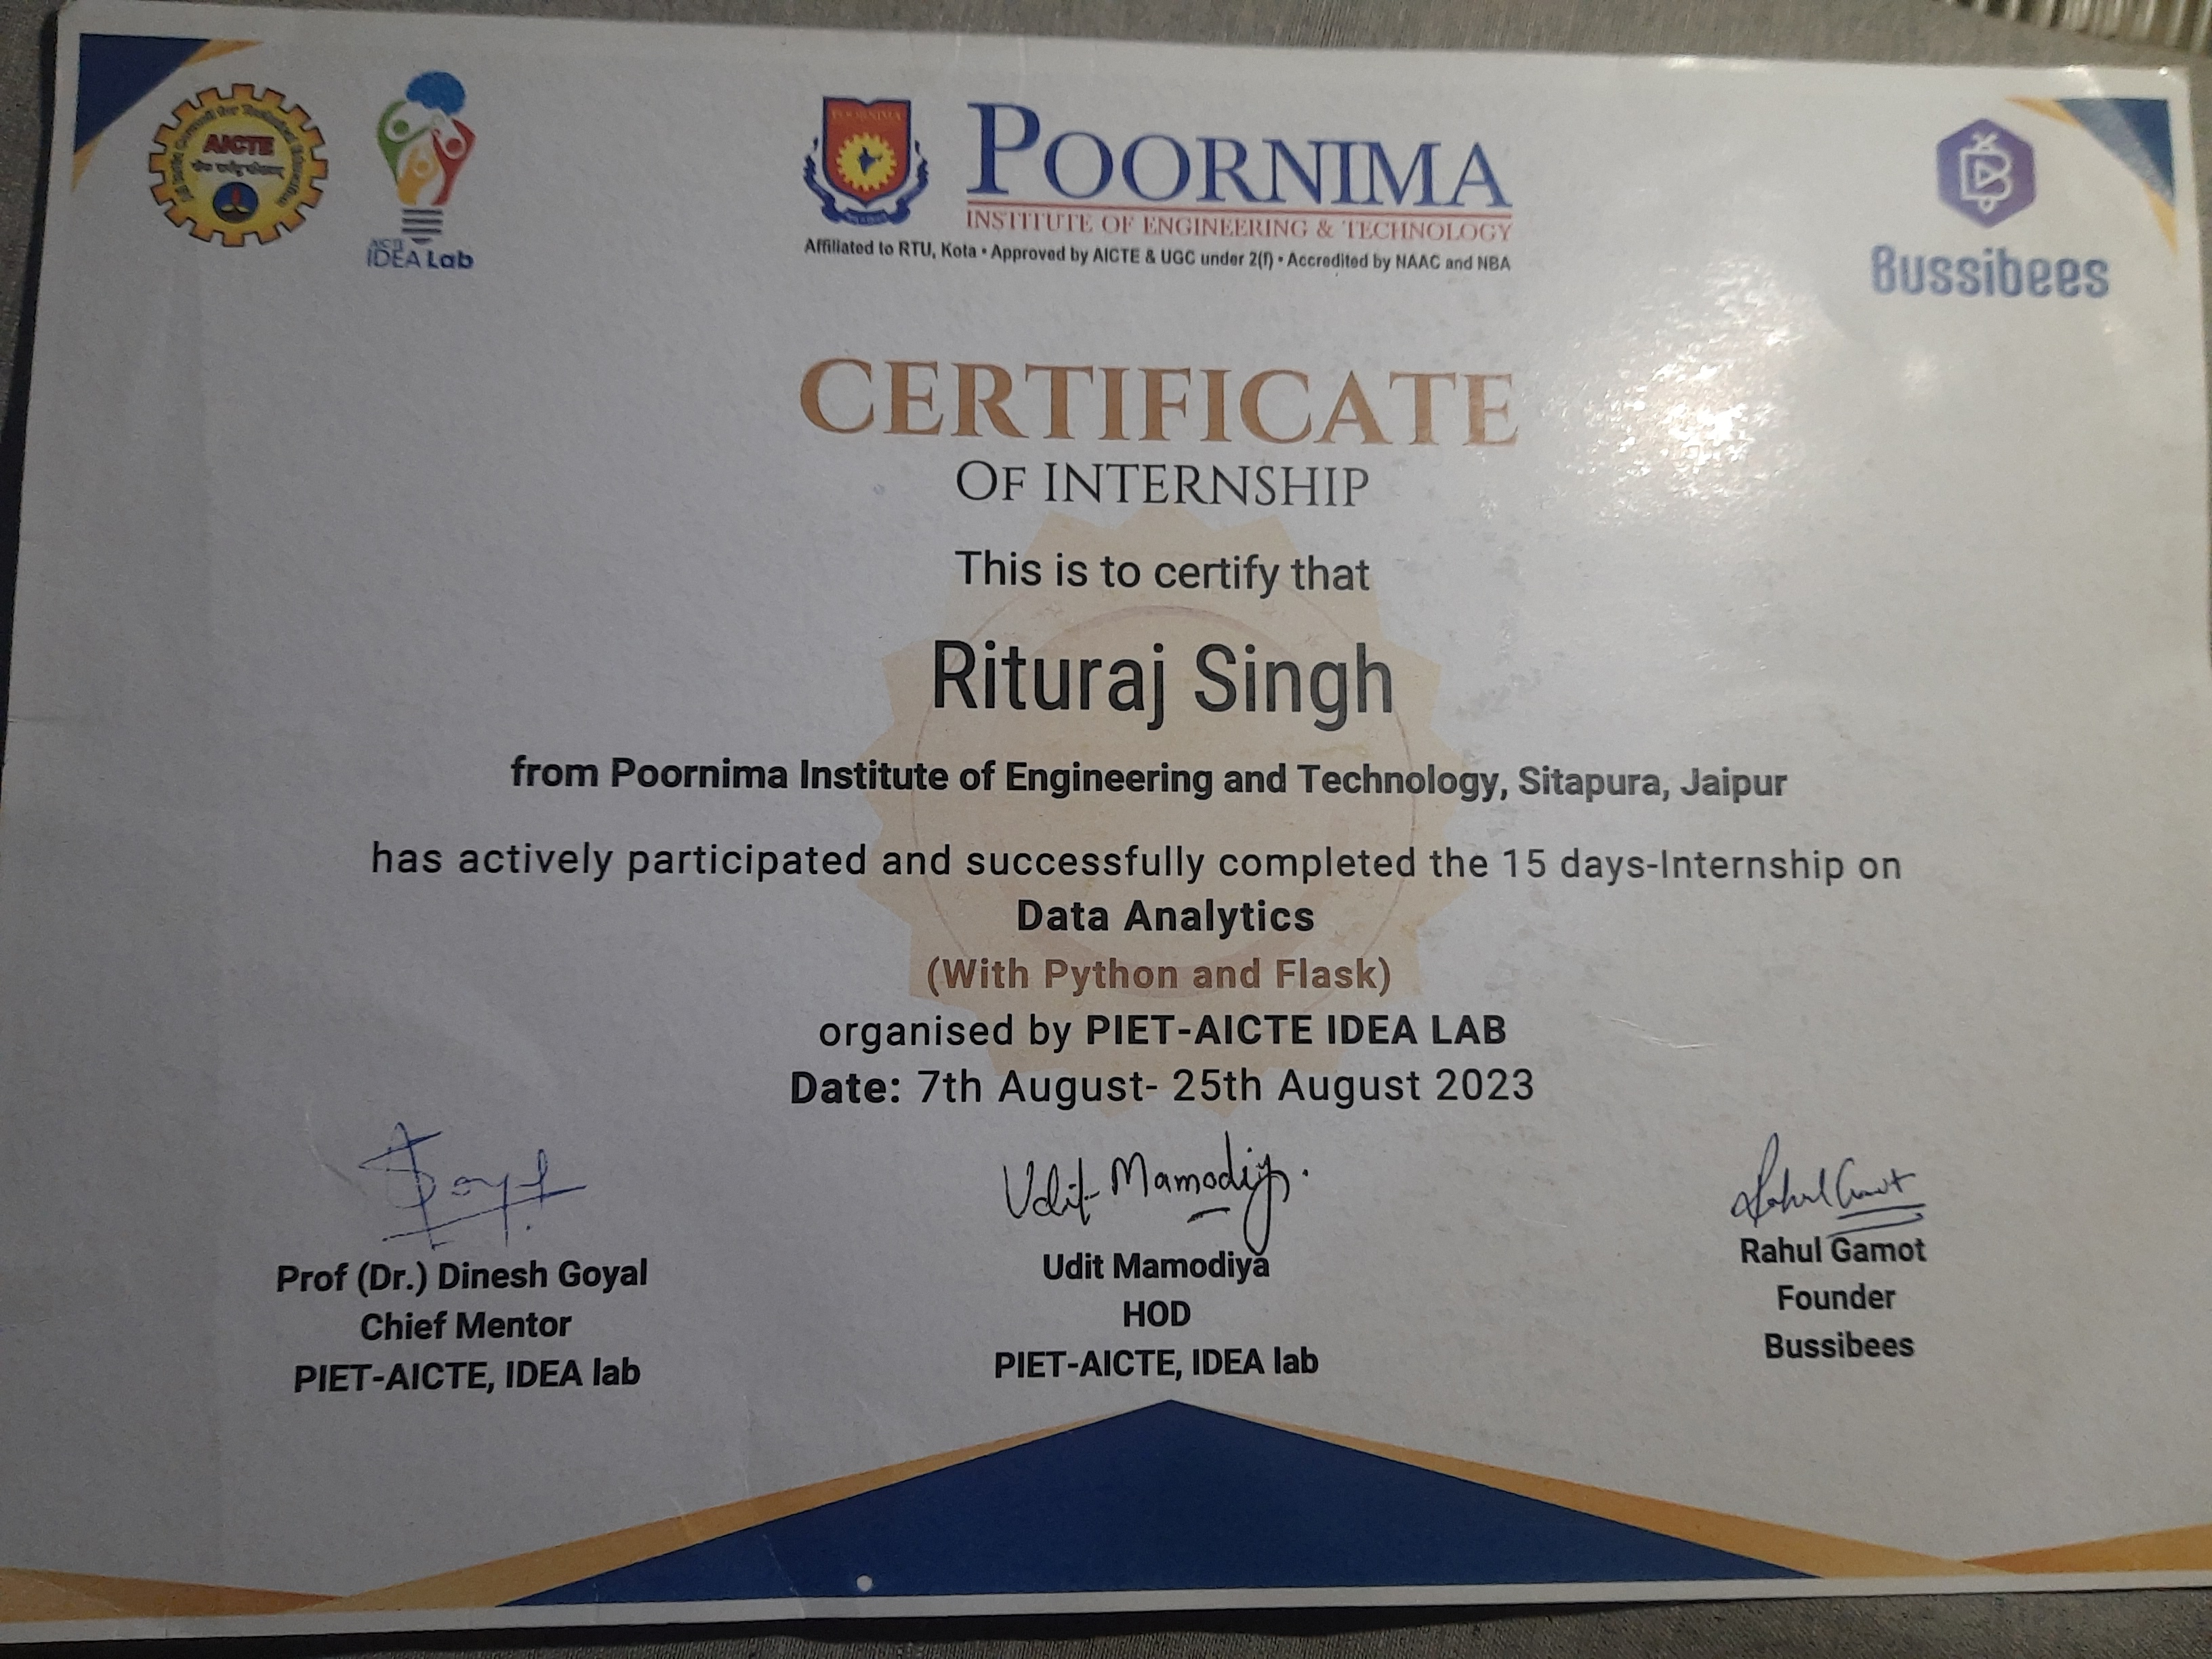 AICTE
AICTE
IDEA Lab
POORNIMA
POORNIMA
INSTITUTE OF ENGINEERING & TECHNOLOGY
Affiliated to RTU, Kota • Approved by AICTE & UGC under 2(f) • Accredited by NAAC and NBA
Bussibees
CERTIFICATE
OF INTERNSHIP
This is to certify that
Rituraj Singh
from Poornima Institute of Engineering and Technology, Sitapura, Jaipur
has actively participated and successfully completed the 15 days-Internship on
Data Analytics
(With Python and Flask)
organised by PIET-AICTE IDEA LAB
Date: 7th August- 25th August 2023
Udit Mamodiya.
Rahul Gamot
Prof (Dr.) Dinesh Goyal
Chief Mentor
PIET-AICTE, IDEA lab
Udit Mamodiya
HOD
PIET-AICTE, IDEA lab
Rahul Gamot
Founder
Bussibees